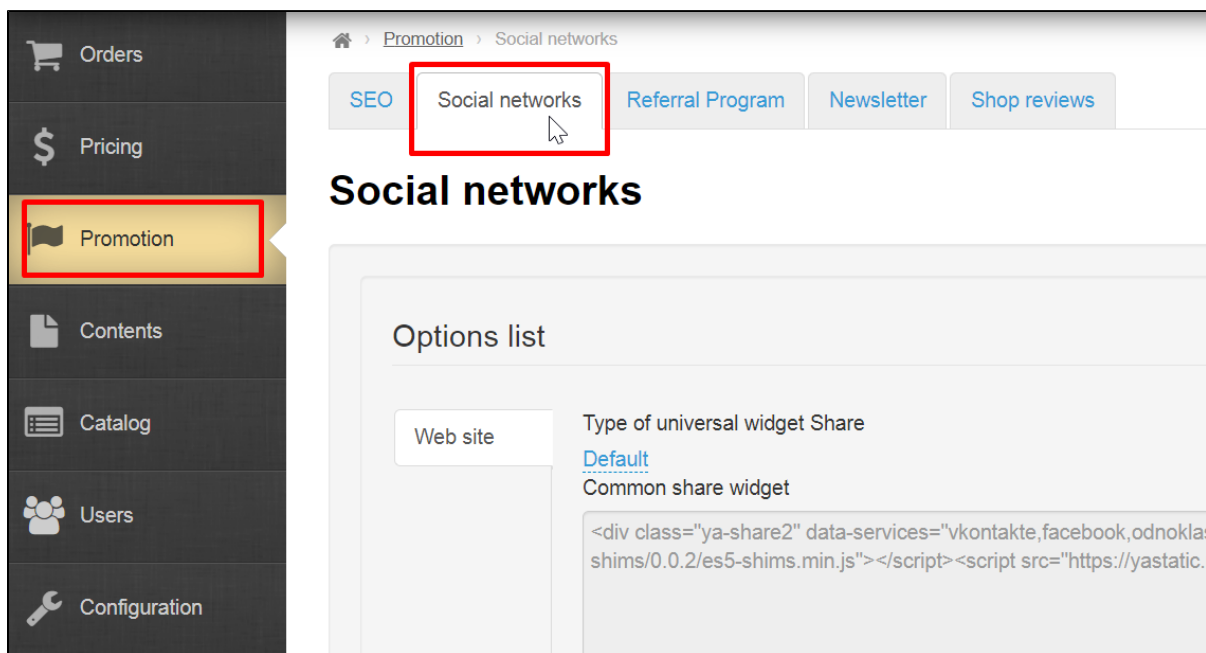 Orders
Pricing
Promotion
Contents
Catalog
Users
Configuration
Promotion › Social networks
SEO
Social networks
Referral Program
Newsletter
Shop reviews
Social networks
Options list
Web site
Type of universal widget Share
Default
Common share widget
<div class="ya-share2" data-services="vkontakte,facebook,odnoklas
shims/0.0.2/es5-shims.min.js"></script><script src="https://yastatic.